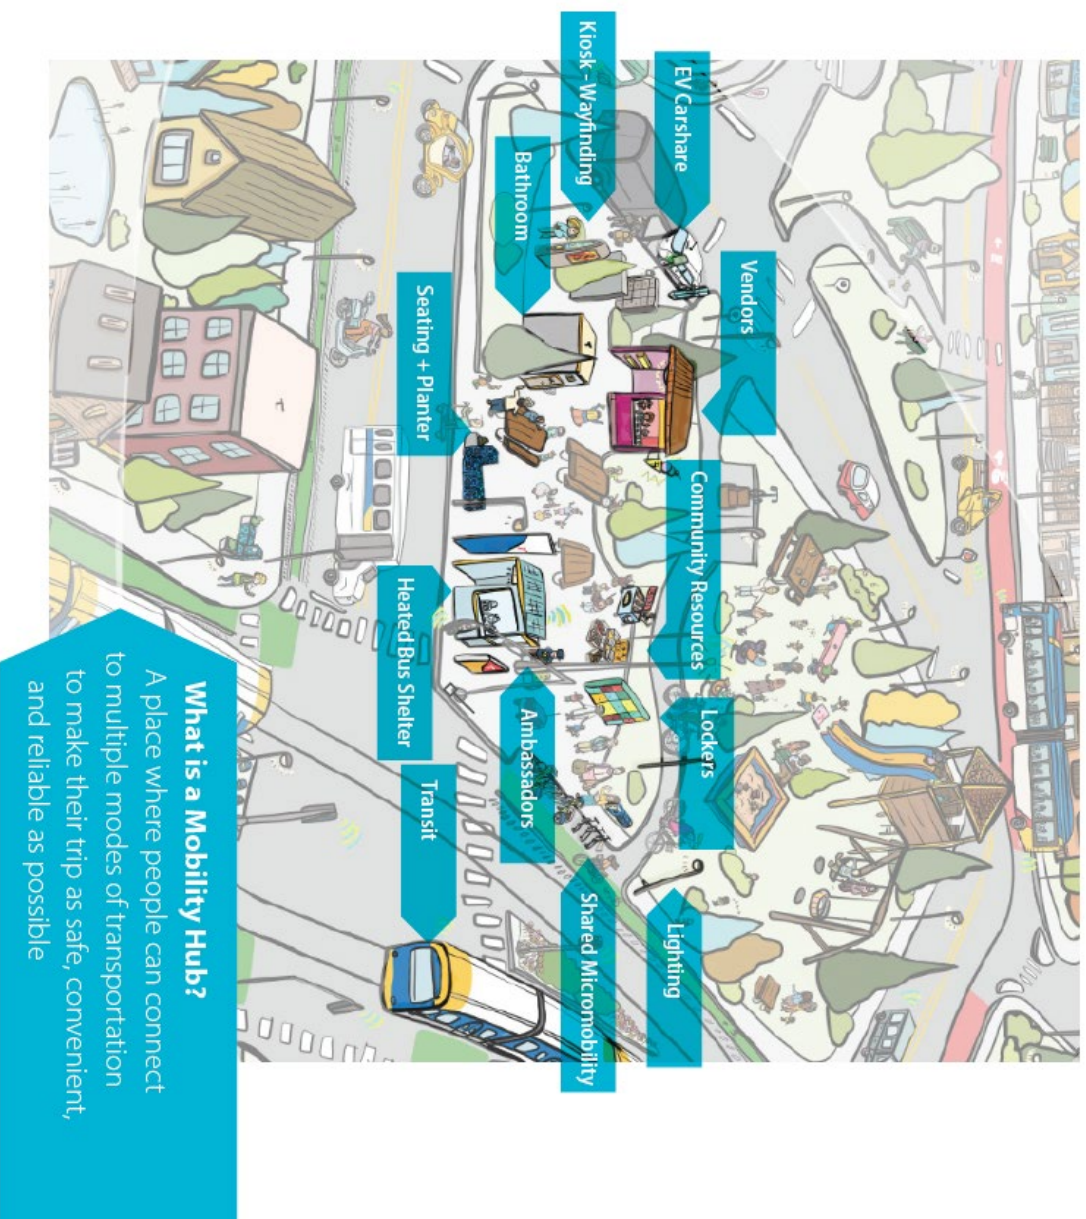 Vendors
EV Carshare
Kiosk - Wayfinding
Bathroom
Community Resources
Lockers
Lighting
Seating + Planter
Heated Bus Shelter
Ambassadors
Shared Micromobility
Transit
What is a Mobility Hub?
A place where people can connect
to multiple modes of transportation
to make their trip as safe, convenient,
and reliable as possible